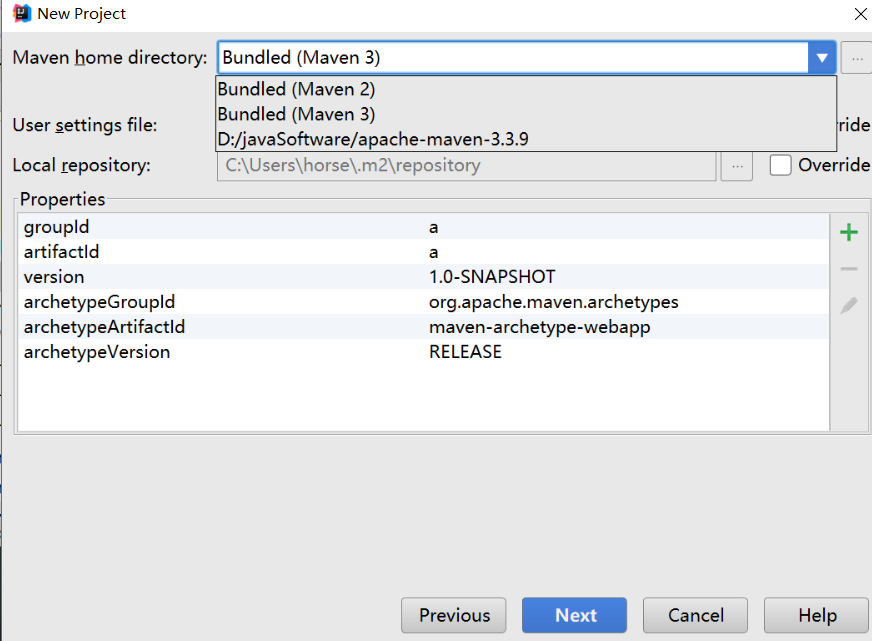 New Project
Maven home directory: Bundled (Maven 3) ...
Bundled (Maven 2)
Bundled (Maven 3)
User settings file:
D:/javaSoftware/apache-maven-3.3.9
Local repository: C:\Users\horse\.m2\repository ... Override
Properties
groupId a
artifactId a
version 1.0-SNAPSHOT
archetypeGroupId org.apache.maven.archetypes
archetypeArtifactId maven-archetype-webapp
archetypeVersion RELEASE
Previous Next Cancel Help